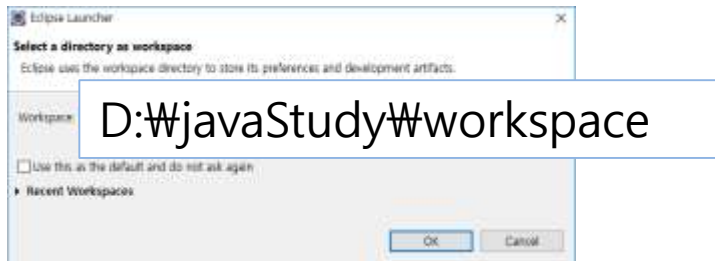 Eclipse Launcher
Select a directory as workspace
Eclipse uses the workspace directory to store its preferences and development artifacts.
Workspace: D:₩javaStudy₩workspace
Use this as the default and do not ask again
Recent Workspaces
OK Cancel